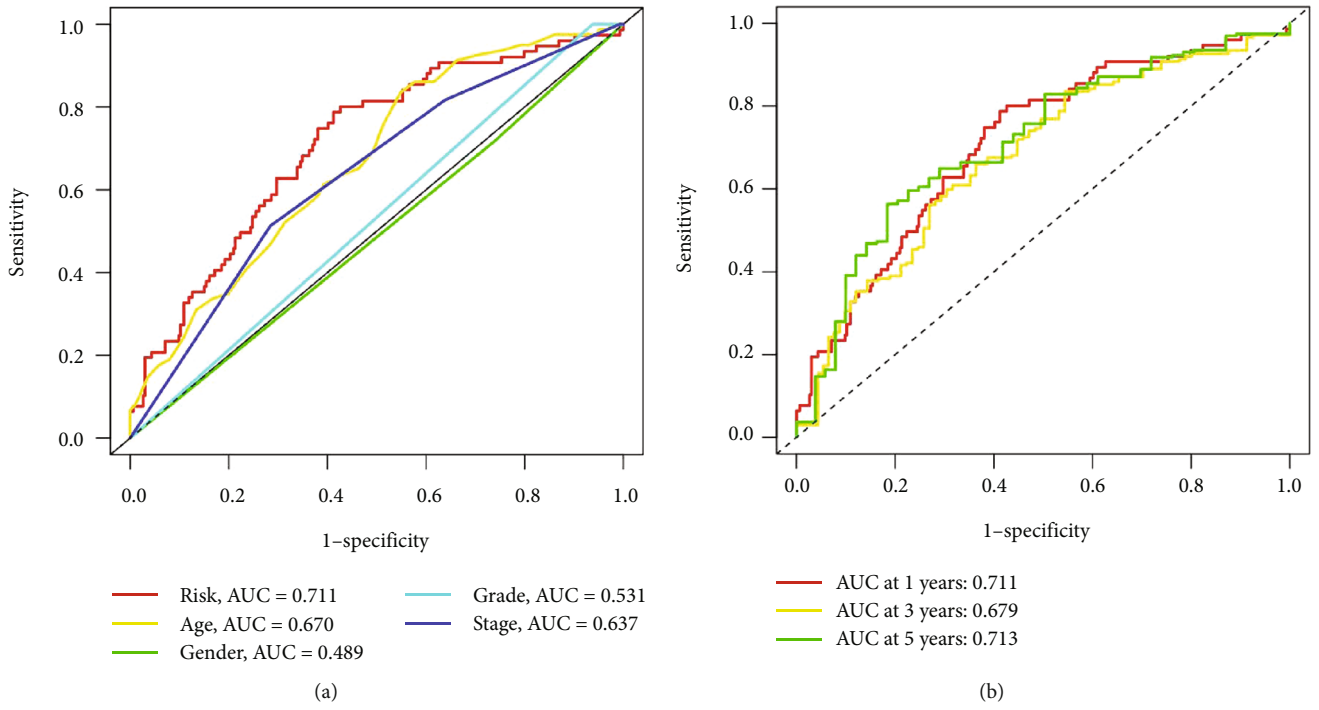 1.0
0.8
0.6
0.4
0.2
0.0
Sensitivity
0.0 0.2 0.4 0.6 0.8 1.0
1–specificity
Risk, AUC = 0.711
Age, AUC = 0.670
Gender, AUC = 0.489
Grade, AUC = 0.531
Stage, AUC = 0.637
(a)
1.0
0.8
0.6
0.4
0.2
0.0
Sensitivity
0.0 0.2 0.4 0.6 0.8 1.0
1–specificity
AUC at 1 years: 0.711
AUC at 3 years: 0.679
AUC at 5 years: 0.713
(b)